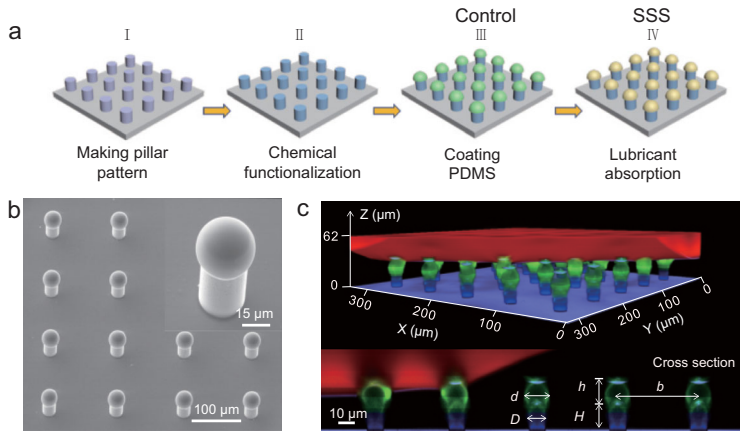 a
Control
SSS
I
II
III
IV
Making pillar
pattern
Chemical
functionalization
Coating
PDMS
Lubricant
absorption
b
15 μm
100 μm
c
Z (μm)
62
0
300
200
100
0
X (μm)
300
200
100
0
Y (μm)
Cross section
d
D
h
H
b
10 μm